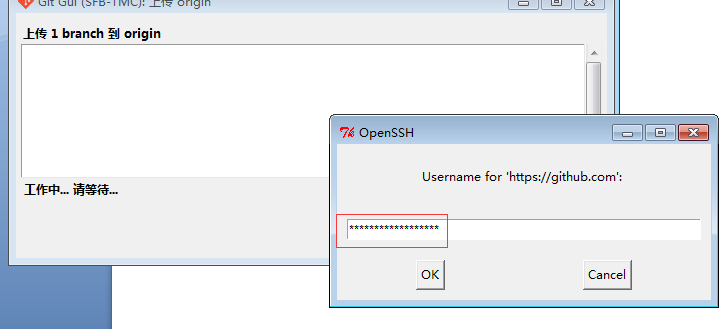 Git Gui (SFB-TMC): 上传 origin
上传 1 branch 到 origin
工作中... 请等待...
OpenSSH
Username for 'https://github.com':
******************
OK
Cancel